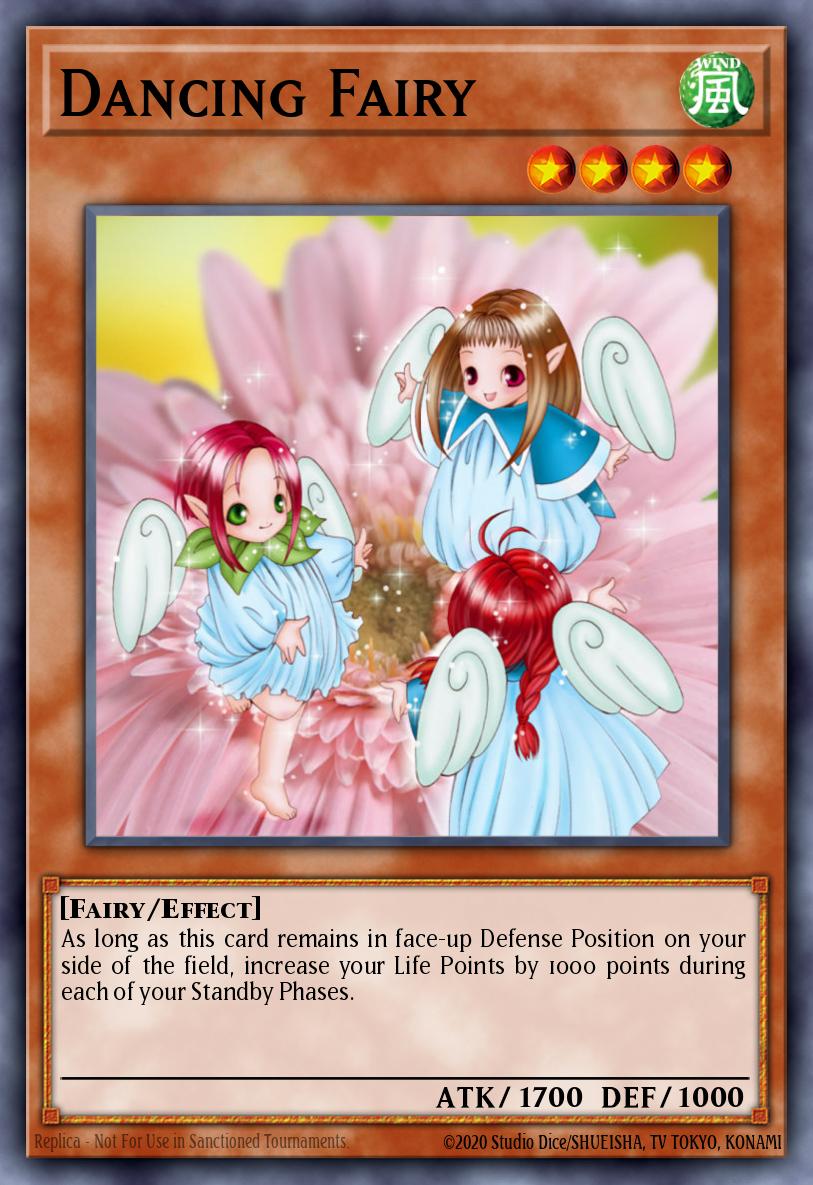 Dancing Fairy
WIND
風
[Fairy/Effect]
As long as this card remains in face-up Defense Position on your
side of the field, increase your Life Points by 1000 points during
each of your Standby Phases.
ATK/1700 DEF/1000
Replica - Not For Use in Sanctioned Tournaments.
©2020 Studio Dice/SHUEISHA, TV TOKYO, KONAMI